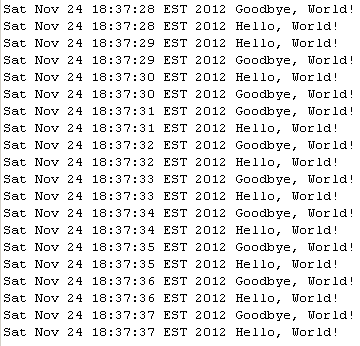 Sat Nov 24 18:37:28 EST 2012 Goodbye, World!
Sat Nov 24 18:37:28 EST 2012 Hello, World!
Sat Nov 24 18:37:29 EST 2012 Hello, World!
Sat Nov 24 18:37:29 EST 2012 Goodbye, World!
Sat Nov 24 18:37:30 EST 2012 Hello, World!
Sat Nov 24 18:37:30 EST 2012 Goodbye, World!
Sat Nov 24 18:37:31 EST 2012 Goodbye, World!
Sat Nov 24 18:37:31 EST 2012 Hello, World!
Sat Nov 24 18:37:32 EST 2012 Goodbye, World!
Sat Nov 24 18:37:32 EST 2012 Hello, World!
Sat Nov 24 18:37:33 EST 2012 Goodbye, World!
Sat Nov 24 18:37:33 EST 2012 Hello, World!
Sat Nov 24 18:37:34 EST 2012 Goodbye, World!
Sat Nov 24 18:37:34 EST 2012 Hello, World!
Sat Nov 24 18:37:35 EST 2012 Goodbye, World!
Sat Nov 24 18:37:35 EST 2012 Hello, World!
Sat Nov 24 18:37:36 EST 2012 Goodbye, World!
Sat Nov 24 18:37:36 EST 2012 Hello, World!
Sat Nov 24 18:37:37 EST 2012 Goodbye, World!
Sat Nov 24 18:37:37 EST 2012 Hello, World!